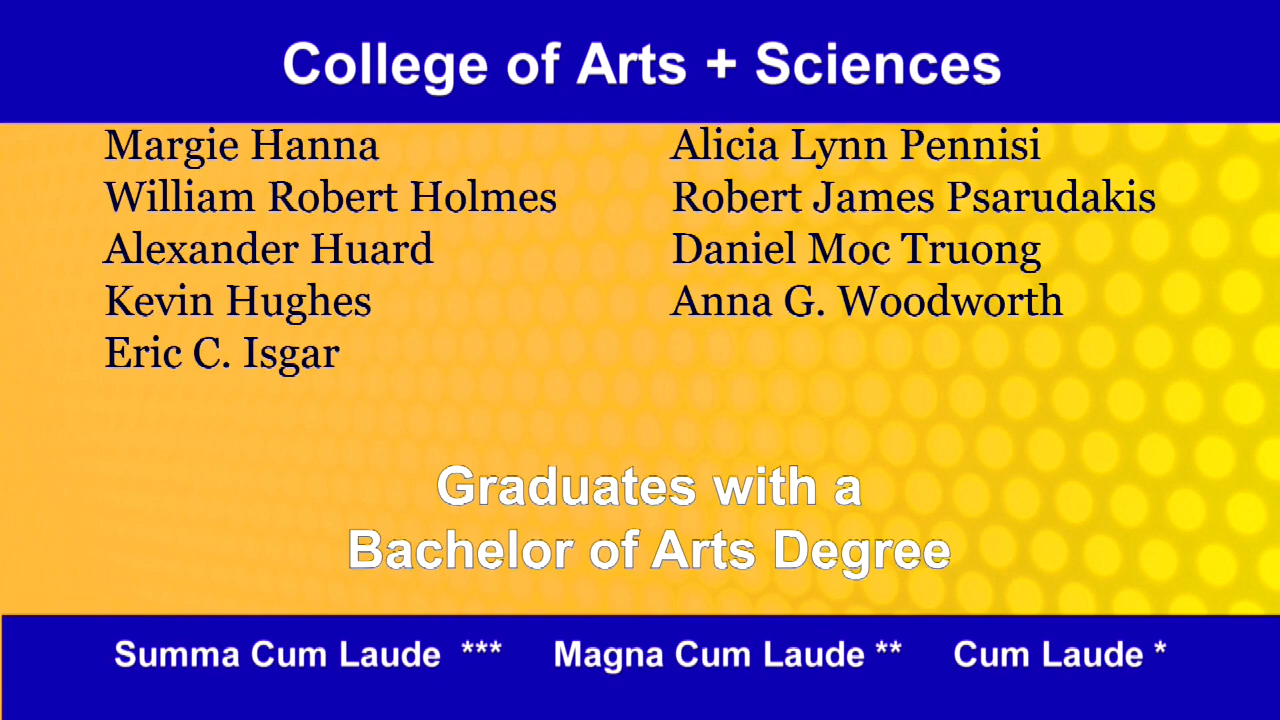 College of Arts + Sciences
Margie Hanna
William Robert Holmes
Alexander Huard
Kevin Hughes
Eric C. Isgar
Alicia Lynn Pennisi
Robert James Psarudakis
Daniel Moc Truong
Anna G. Woodworth
Graduates with a
Bachelor of Arts Degree
Summa Cum Laude *** Magna Cum Laude ** Cum Laude *